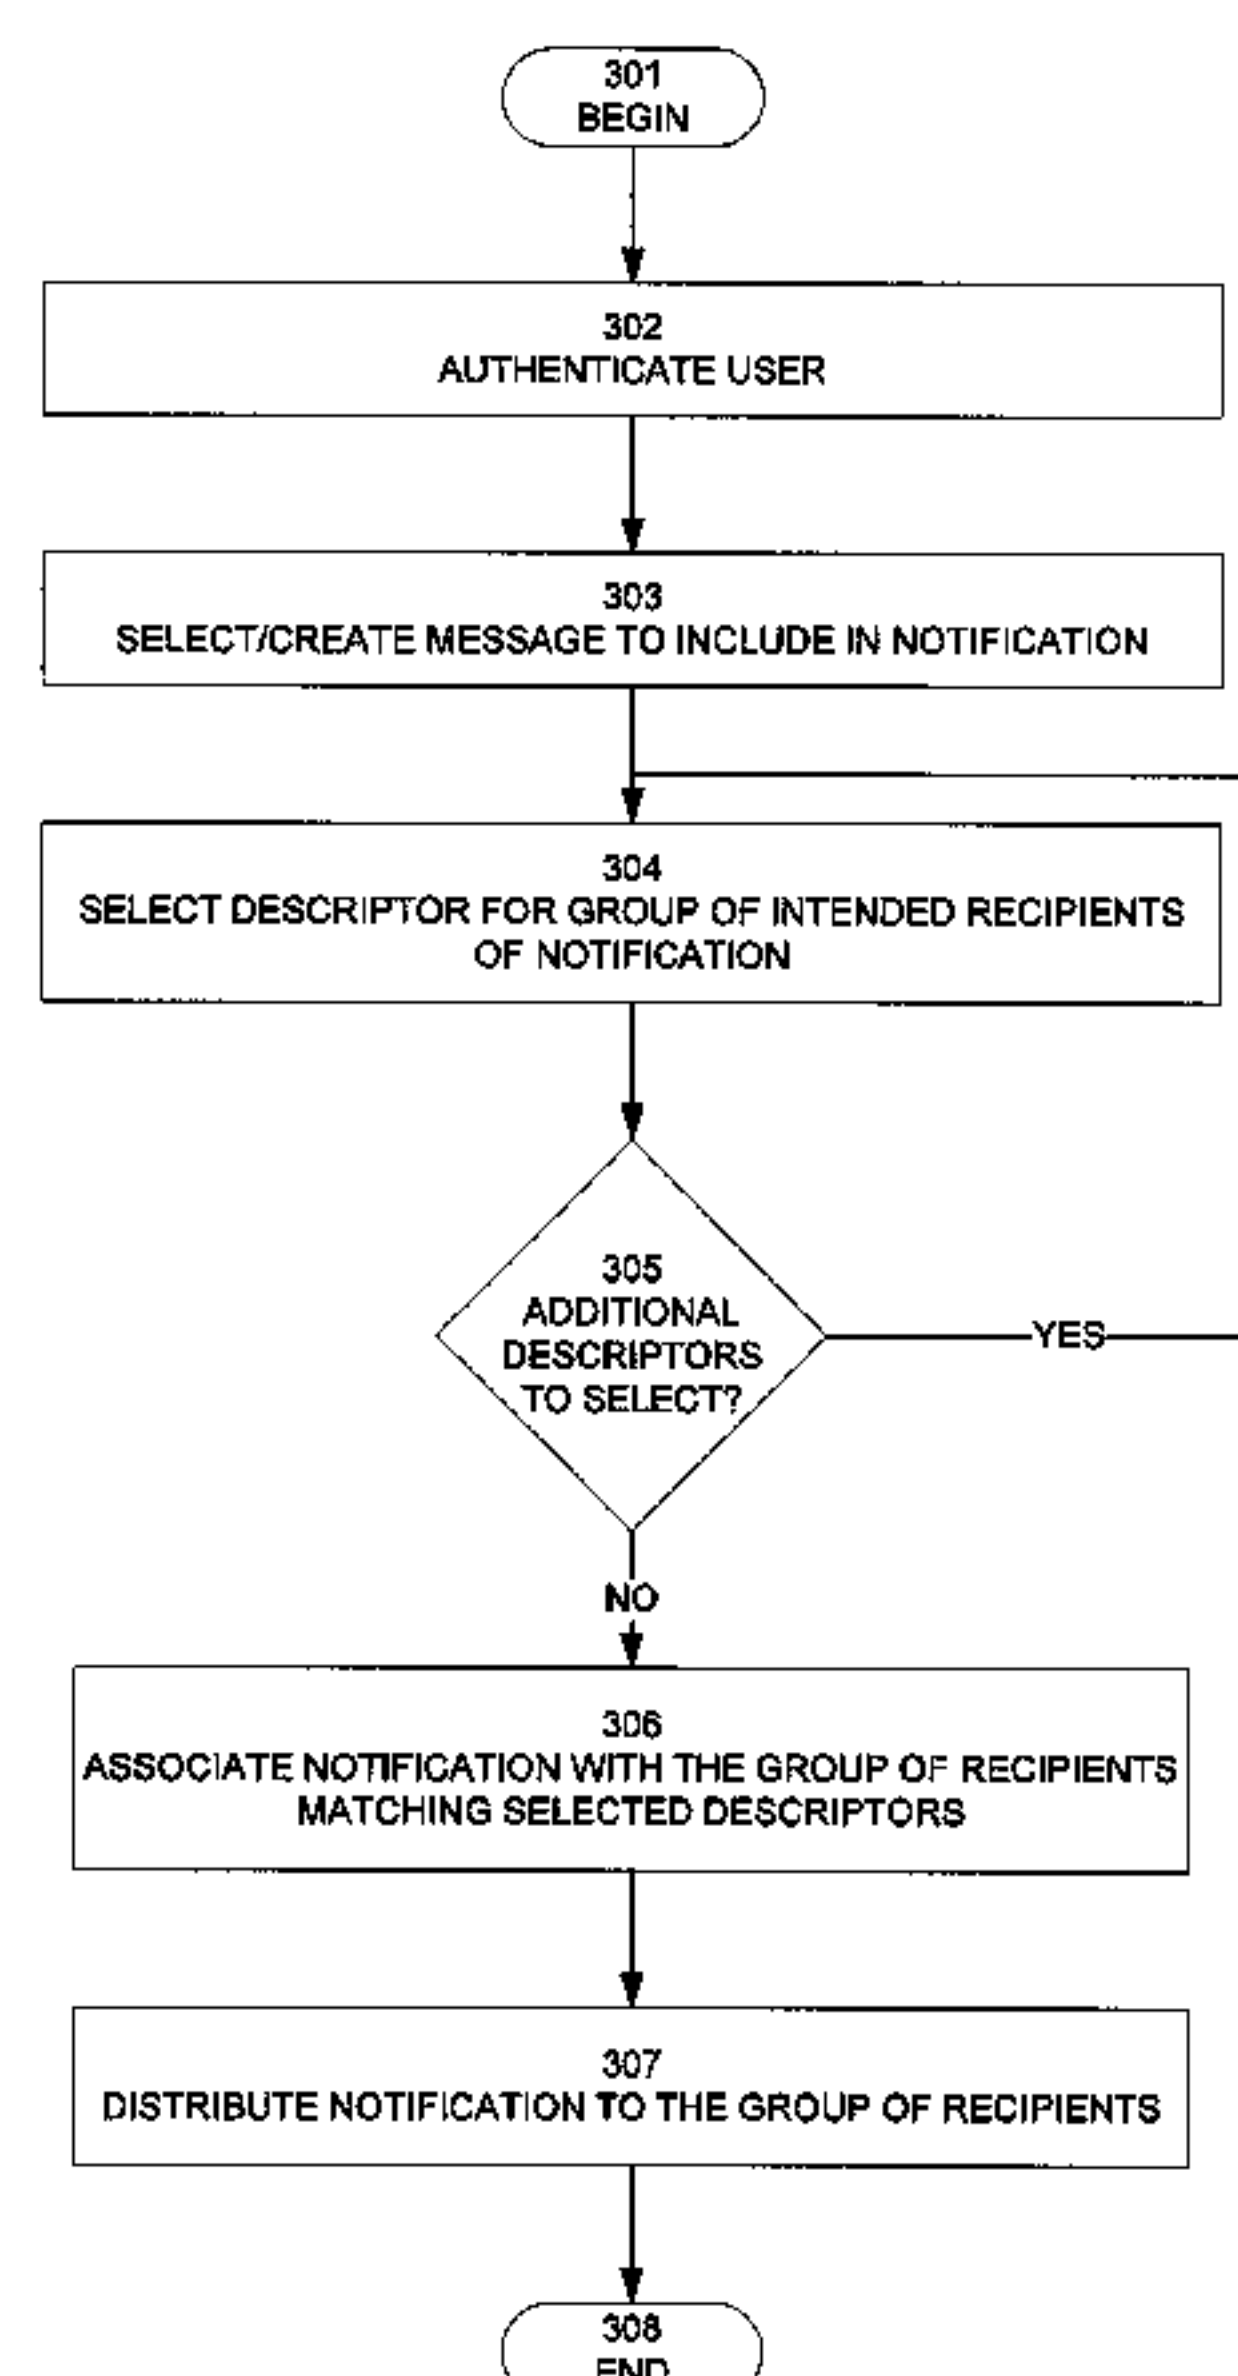 301
BEGIN
302
AUTHENTICATE USER
303
SELECT/CREATE MESSAGE TO INCLUDE IN NOTIFICATION
304
SELECT DESCRIPTOR FOR GROUP OF INTENDED RECIPIENTS
OF NOTIFICATION
305
ADDITIONAL
DESCRIPTORS
TO SELECT?
YES
NO
306
ASSOCIATE NOTIFICATION WITH THE GROUP OF RECIPIENTS
MATCHING SELECTED DESCRIPTORS
307
DISTRIBUTE NOTIFICATION TO THE GROUP OF RECIPIENTS
308
END